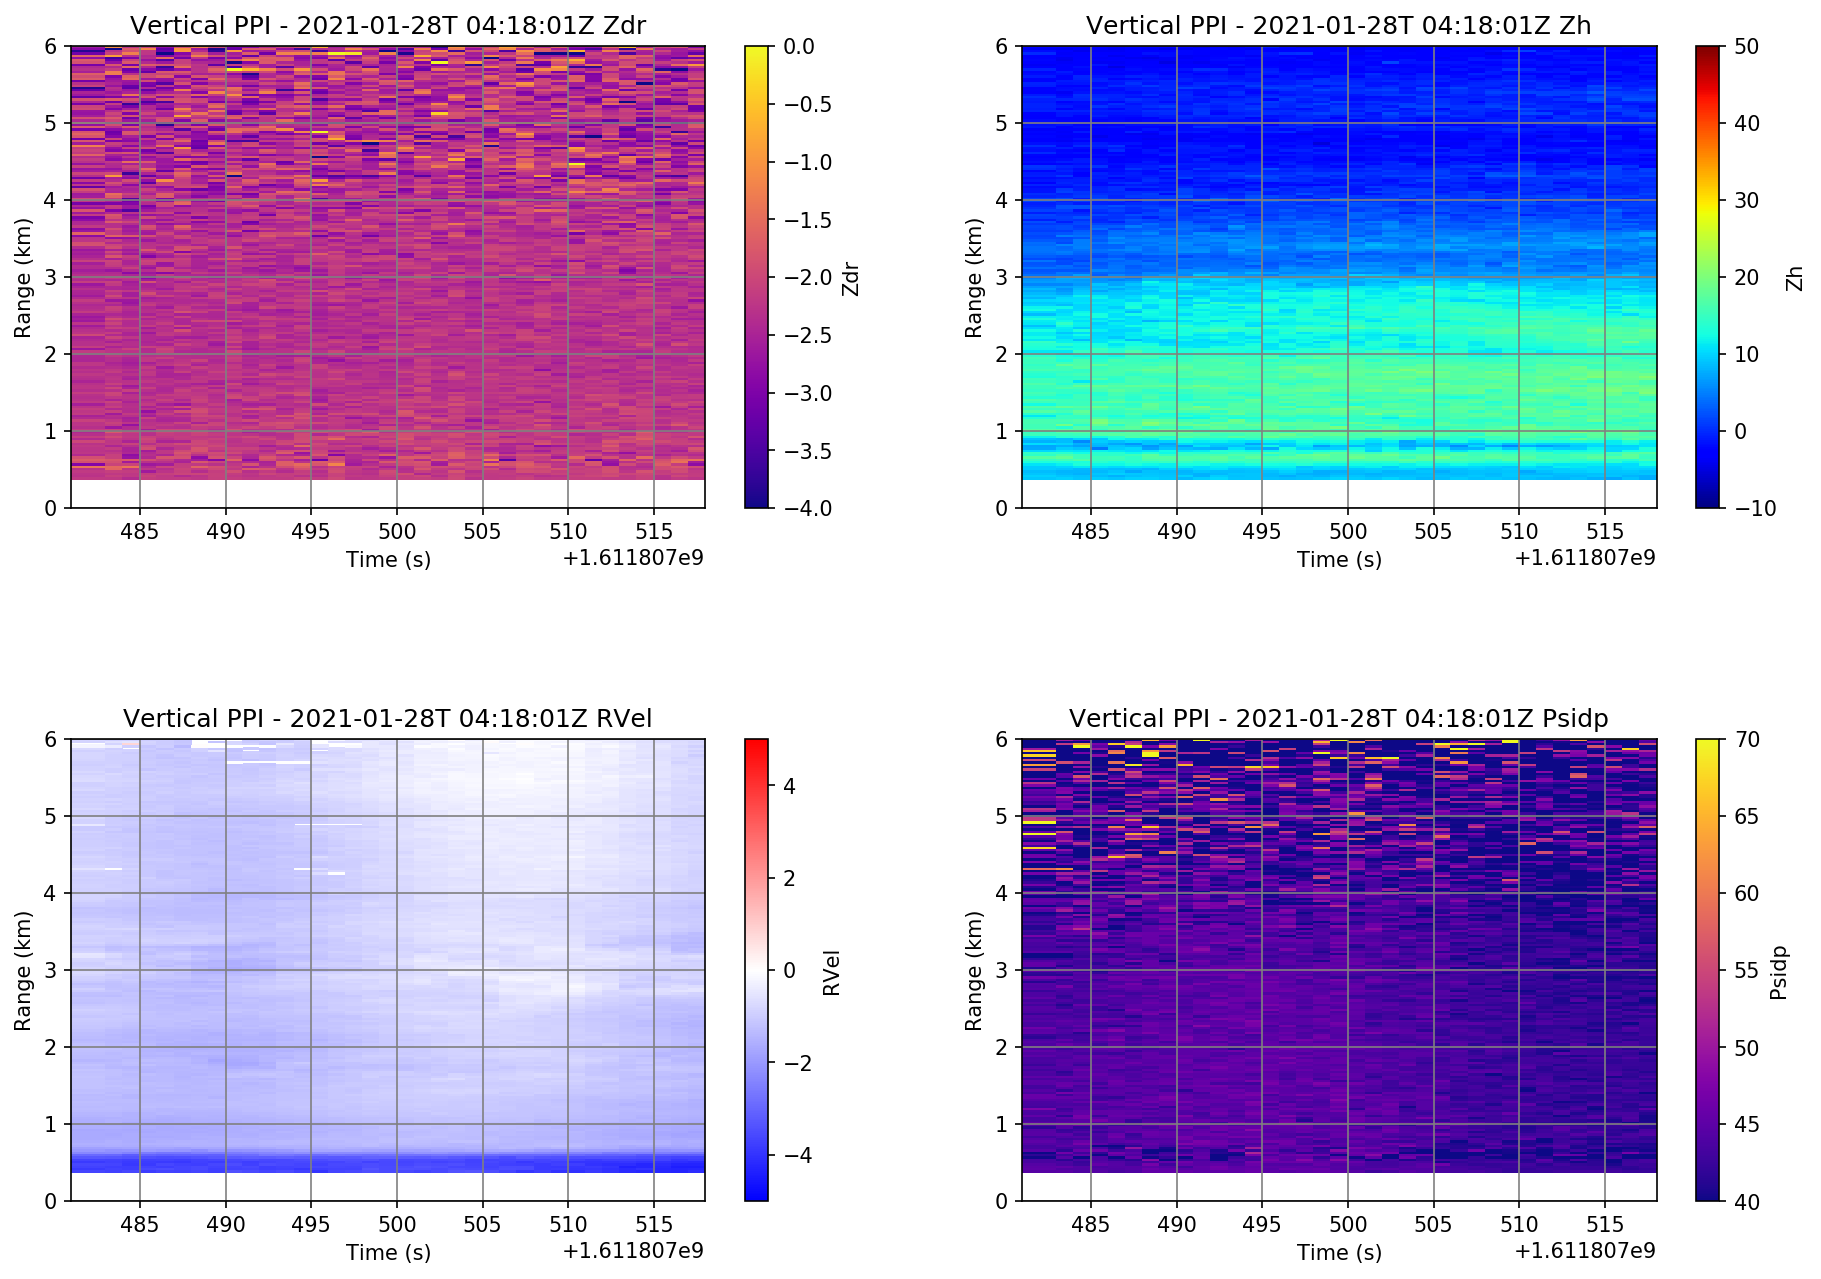 Vertical PPI - 2021-01-28T 04:18:01Z Zdr
6
5
4
3
2
1
0
Range (km)
485 490 495 500 505 510 515
Time (s)
+1.611807e9
0.0
−0.5
−1.0
−1.5
−2.0
−2.5
−3.0
−3.5
−4.0
Zdr
Vertical PPI - 2021-01-28T 04:18:01Z Zh
6
5
4
3
2
1
0
Range (km)
485 490 495 500 505 510 515
Time (s)
+1.611807e9
50
40
30
20
10
0
−10
Zh
Vertical PPI - 2021-01-28T 04:18:01Z RVel
6
5
4
3
2
1
0
Range (km)
485 490 495 500 505 510 515
Time (s)
+1.611807e9
4
2
0
−2
−4
RVel
Vertical PPI - 2021-01-28T 04:18:01Z Psidp
6
5
4
3
2
1
0
Range (km)
485 490 495 500 505 510 515
Time (s)
+1.611807e9
70
65
60
55
50
45
40
Psidp